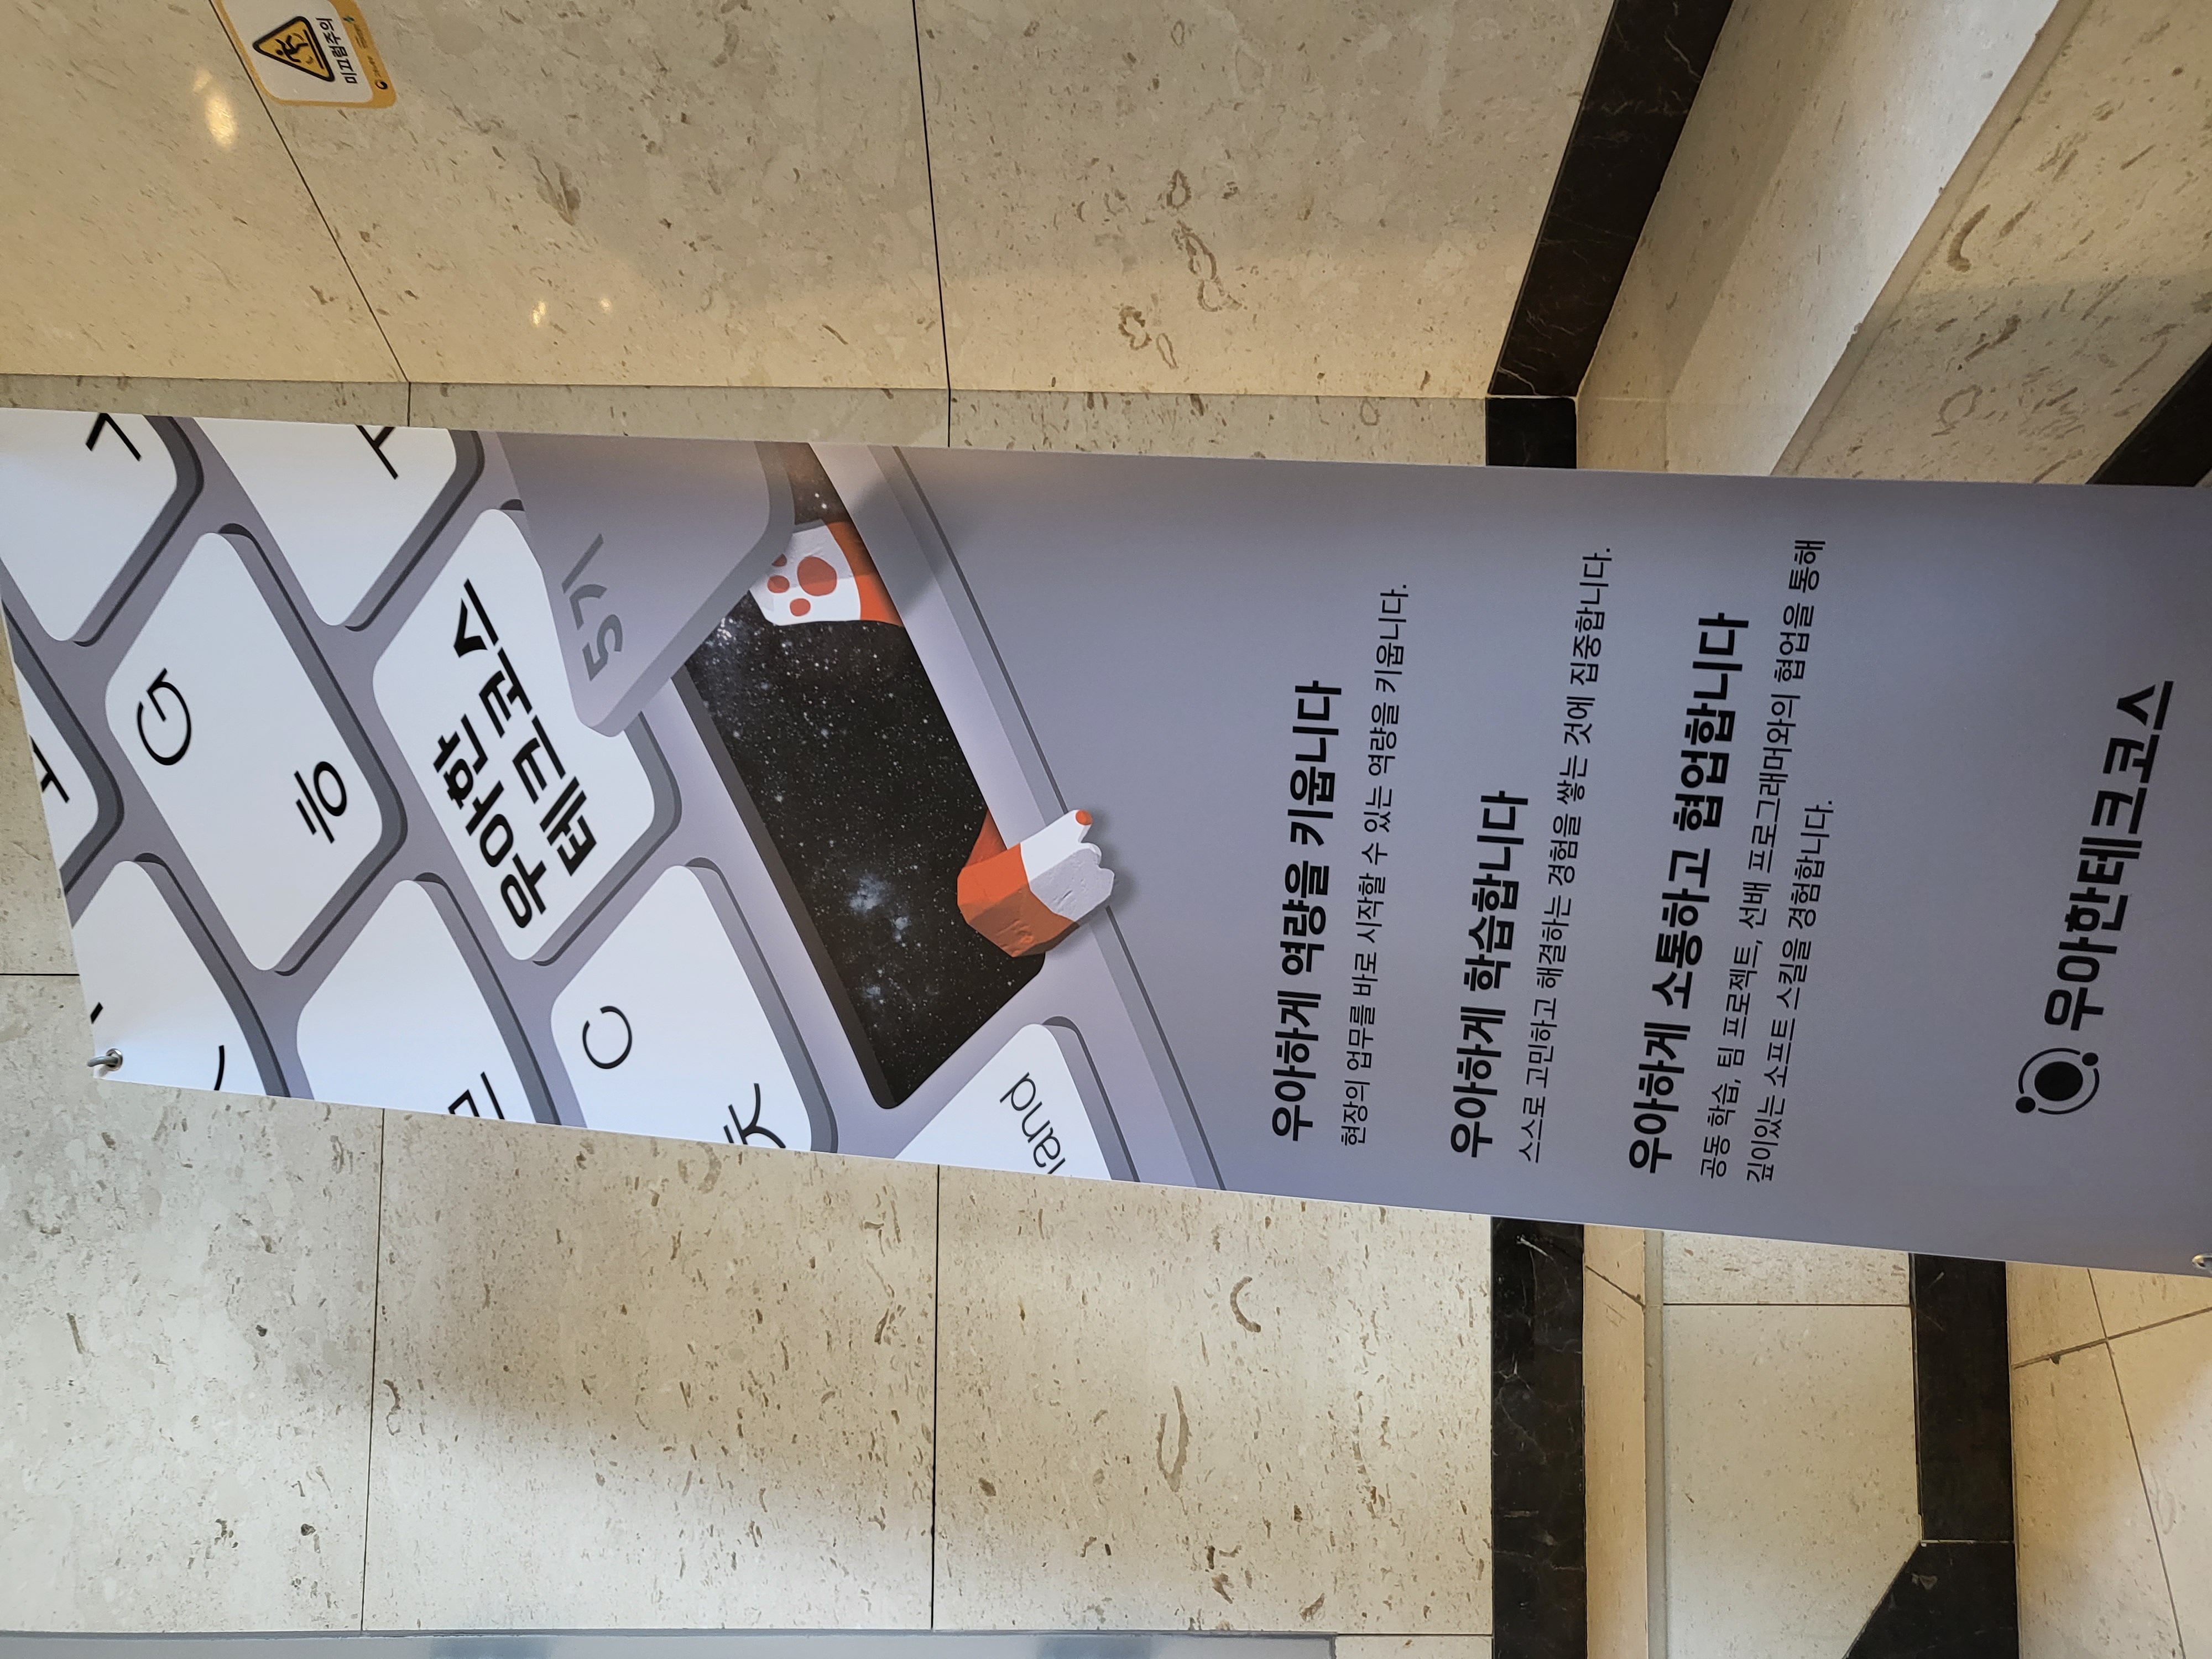 G
ㅎ
우아한
테크코스
5기
C
ㅊ
우아하게 역량을 키웁니다
현장의 업무를 바로 시작할 수 있는 역량을 키웁니다.
우아하게 학습합니다
스스로 고민하고 해결하는 경험을 쌓는 것에 집중합니다.
우아하게 소통하고 협업합니다
공동 학습, 팀 프로젝트, 선배 프로그래머와의 협업을 통해
깊이있는 소프트 스킬을 경험합니다.
우아한테크코스
미끄럼주의